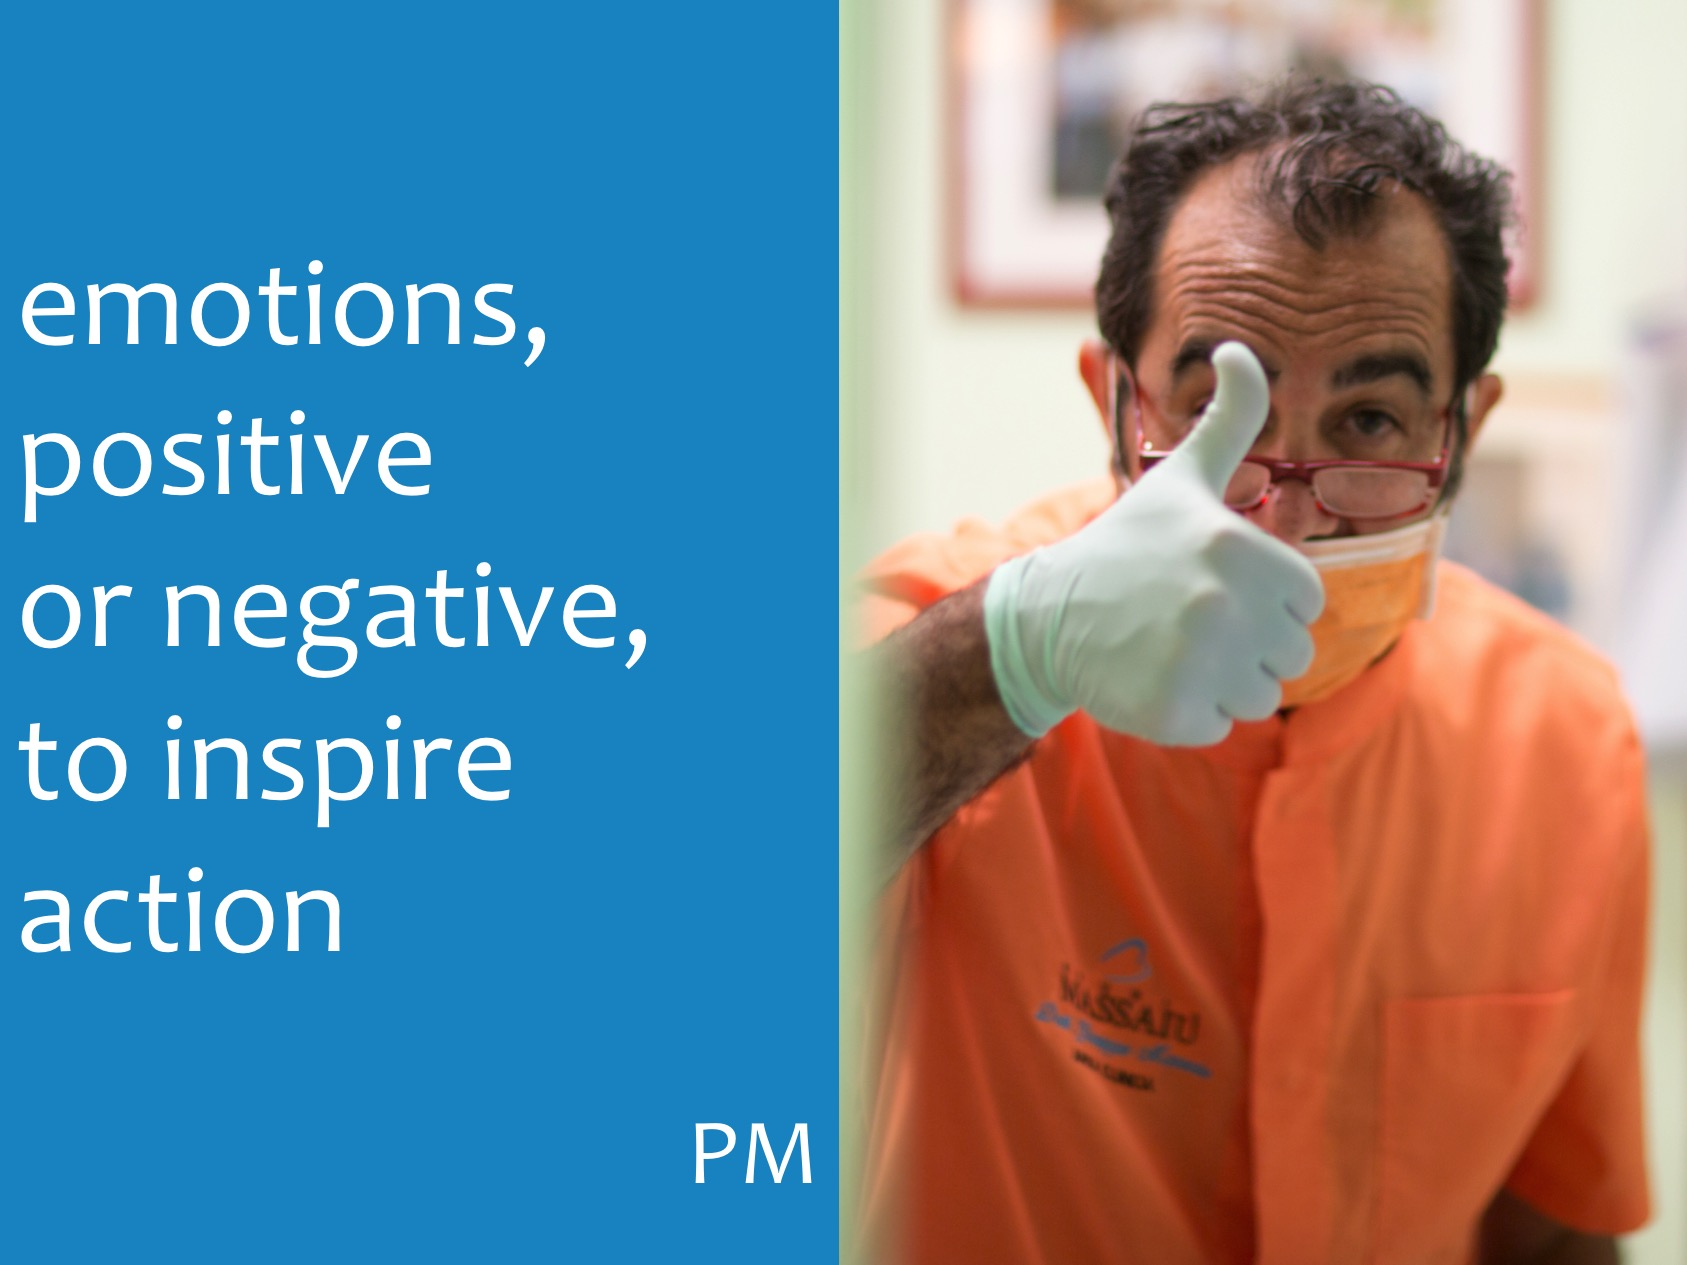 emotions,
positive
or negative,
to inspire
action
PM